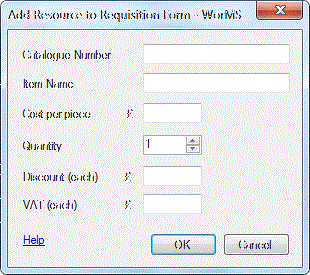 Add Resource to Requisition Form - WorMS
Catalogue Number
Item Name
Cost per piece £
Quantity 1
Discount (each) £
VAT (each) £
Help OK Cancel